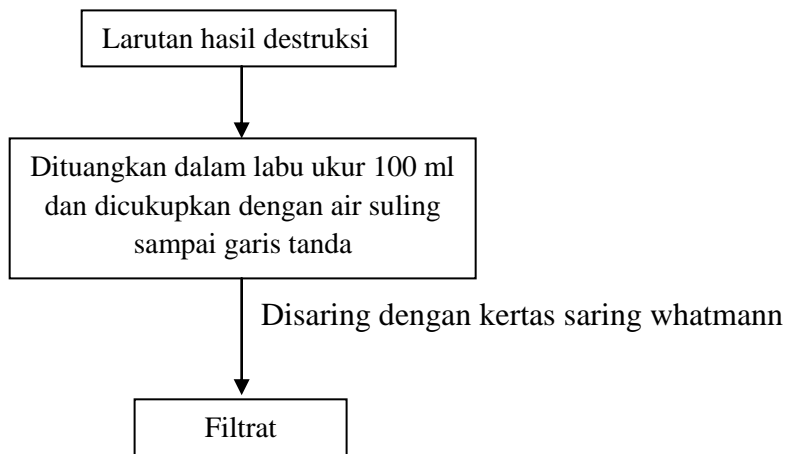 Larutan hasil destruksi
Dituangkan dalam labu ukur 100 ml
dan dicukupkan dengan air suling
sampai garis tanda
Disaring dengan kertas saring whatmann
Filtrat